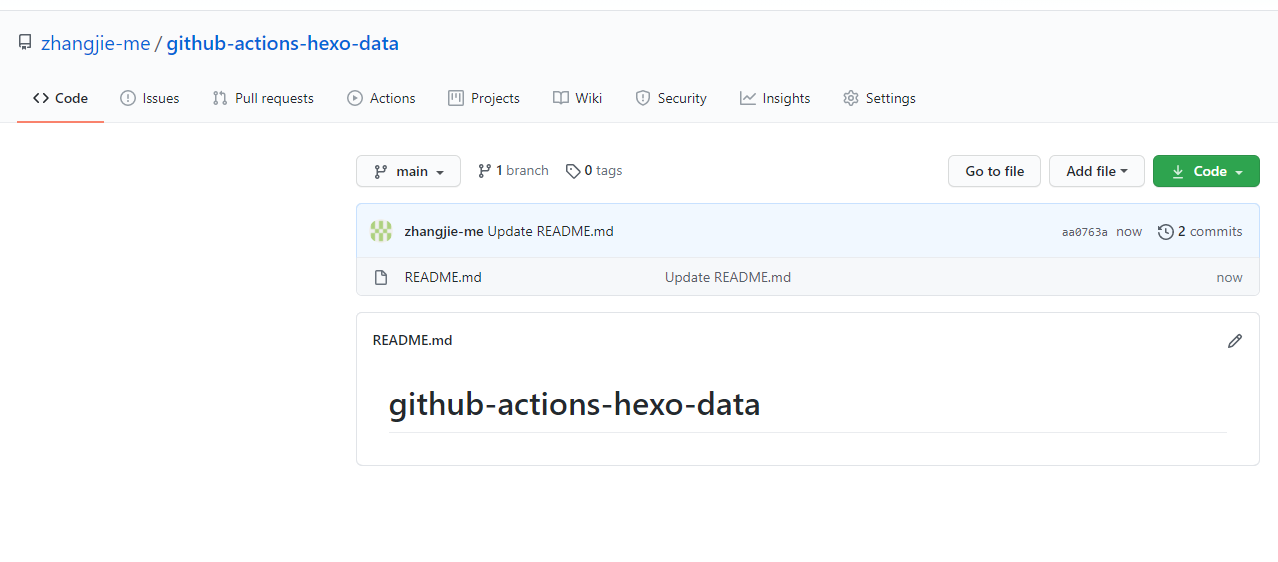 zhangjie-me / github-actions-hexo-data
Code Issues Pull requests Actions Projects Wiki Security Insights Settings
main 1 branch 0 tags Go to file Add file Code
zhangjie-me Update README.md aa0763a now 2 commits
README.md Update README.md now
README.md
github-actions-hexo-data